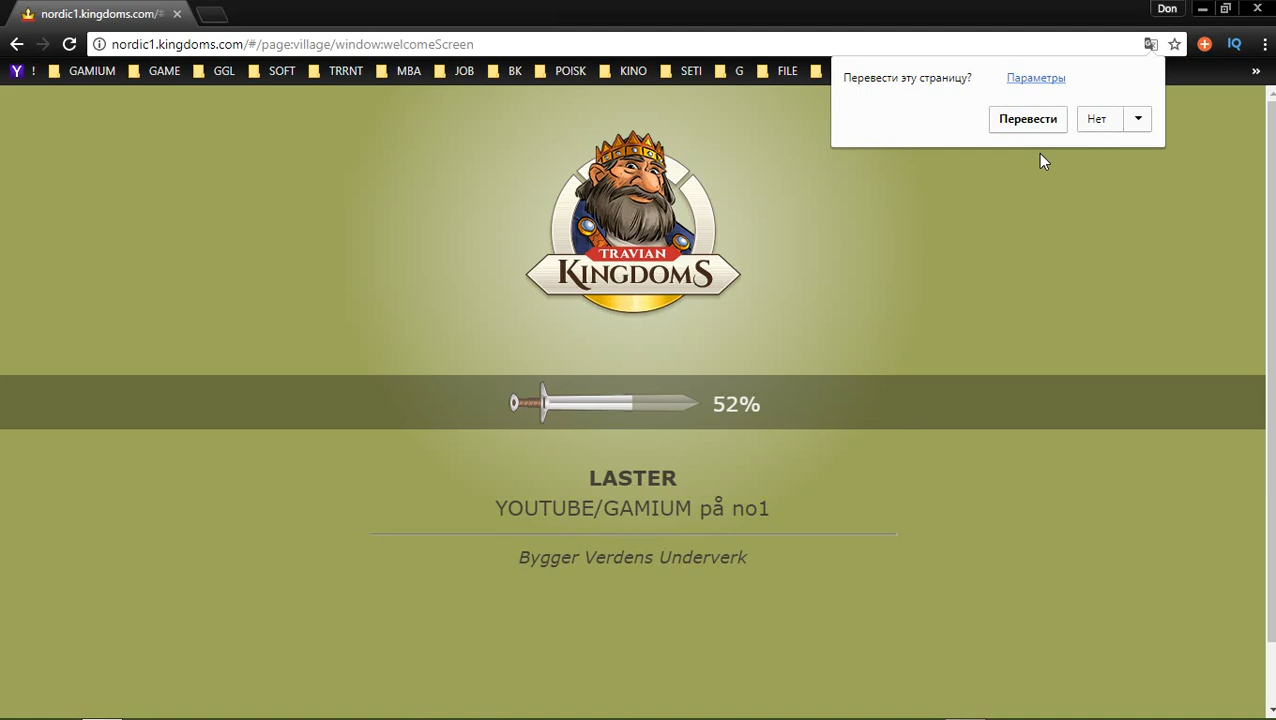 nordic1.kingdoms.com/#
Don
nordic1.kingdoms.com/#/page:village/window:welcomeScreen
IQ
Y ! GAMIUM GAME GGL SOFT TRRNT MBA JOB BK POISK KINO SETI G FILE »
Перевести эту страницу? Параметры
Перевести Нет
TRAVIAN
KINGDOMS
52%
LASTER
YOUTUBE/GAMIUM på no1
Bygger Verdens Underverk